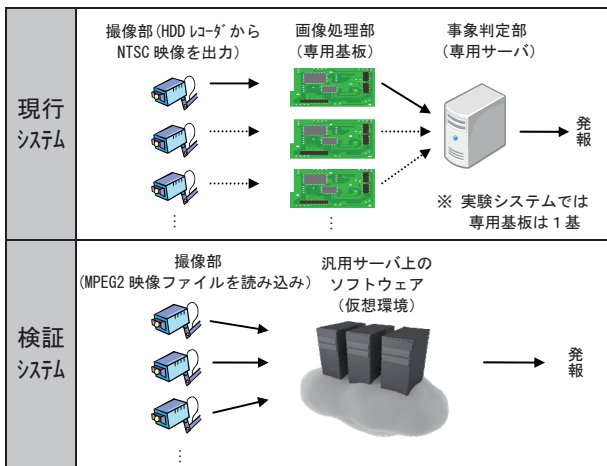 現行
ｼｽﾃﾑ
撮像部(HDD ﾚｺｰﾀﾞから
NTSC 映像を出力)
画像処理部
(専用基板)
事象判定部
(専用サーバ)
発報
※ 実験システムでは
専用基板は１基
検証
ｼｽﾃﾑ
撮像部
(MPEG2 映像ファイルを読み込み)
汎用サーバ上の
ソフトウェア
(仮想環境)
発報